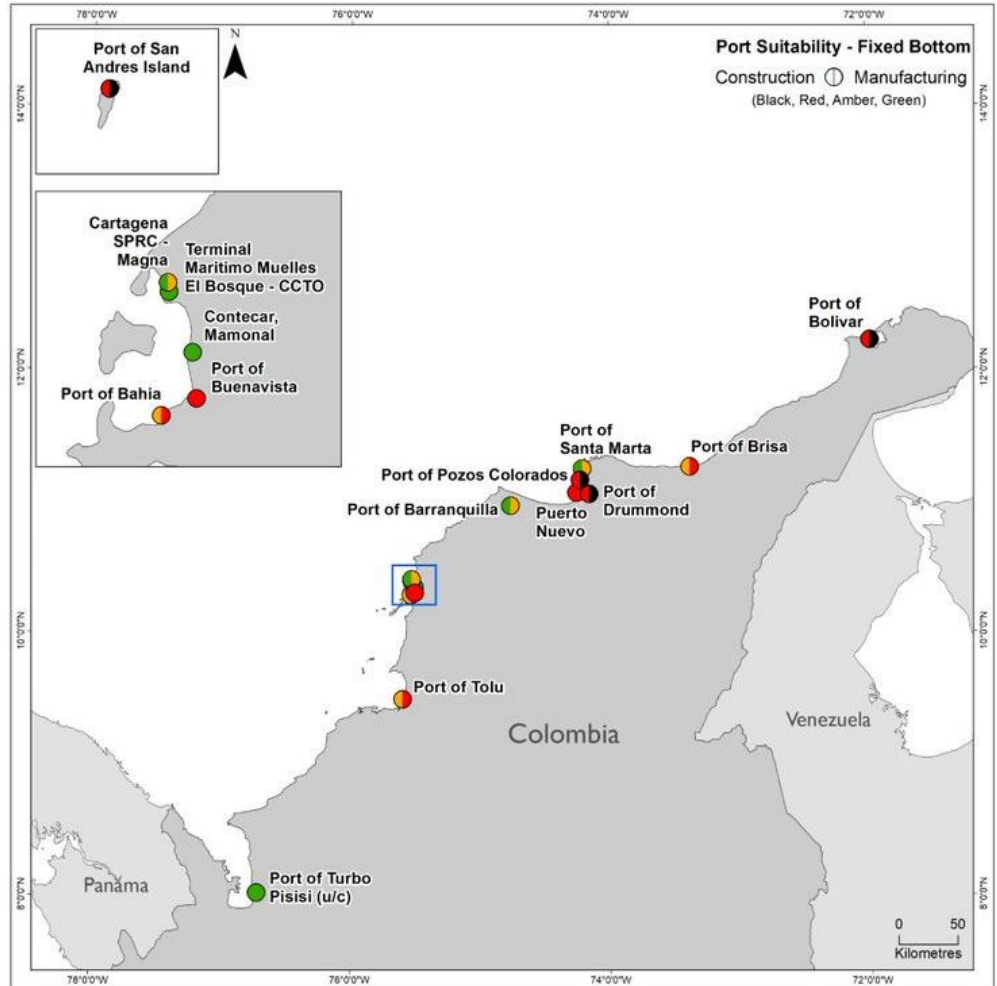 78°0'0"W
76°0'0"W
74°0'0"W
72°0'0"W
Port of San
Andres Island
N
Port Suitability - Fixed Bottom
Construction
Manufacturing
(Black, Red, Amber, Green)
14°0'0"N
14°0'0"N
Cartagena
SPRC -
Magna
Terminal
Maritimo Muelles
El Bosque - CCTO
Contecar,
Mamonal
Port of
Buenavista
Port of Bahia
12°0'0"N
12°0'0"N
Port of
Bolivar
Port of
Santa Marta
Port of Brisa
Port of Pozos Colorados
Port of
Drummond
Puerto
Nuevo
Port of Barranquilla
10°0'0"N
10°0'0"N
Port of Tolu
Colombia
Venezuela
Panáma
Port of Turbo
Pisisi (u/c)
8°0'0"N
8°0'0"N
0 50
Kilometres
78°0'0"W
76°0'0"W
74°0'0"W
72°0'0"W